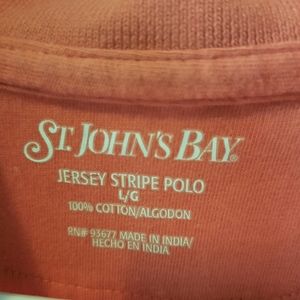 ST. JOHN'S BAY®
JERSEY STRIPE POLO
L/G
100% COTTON/ALGODON
RN# 93677 MADE IN INDIA/
HECHO EN INDIA